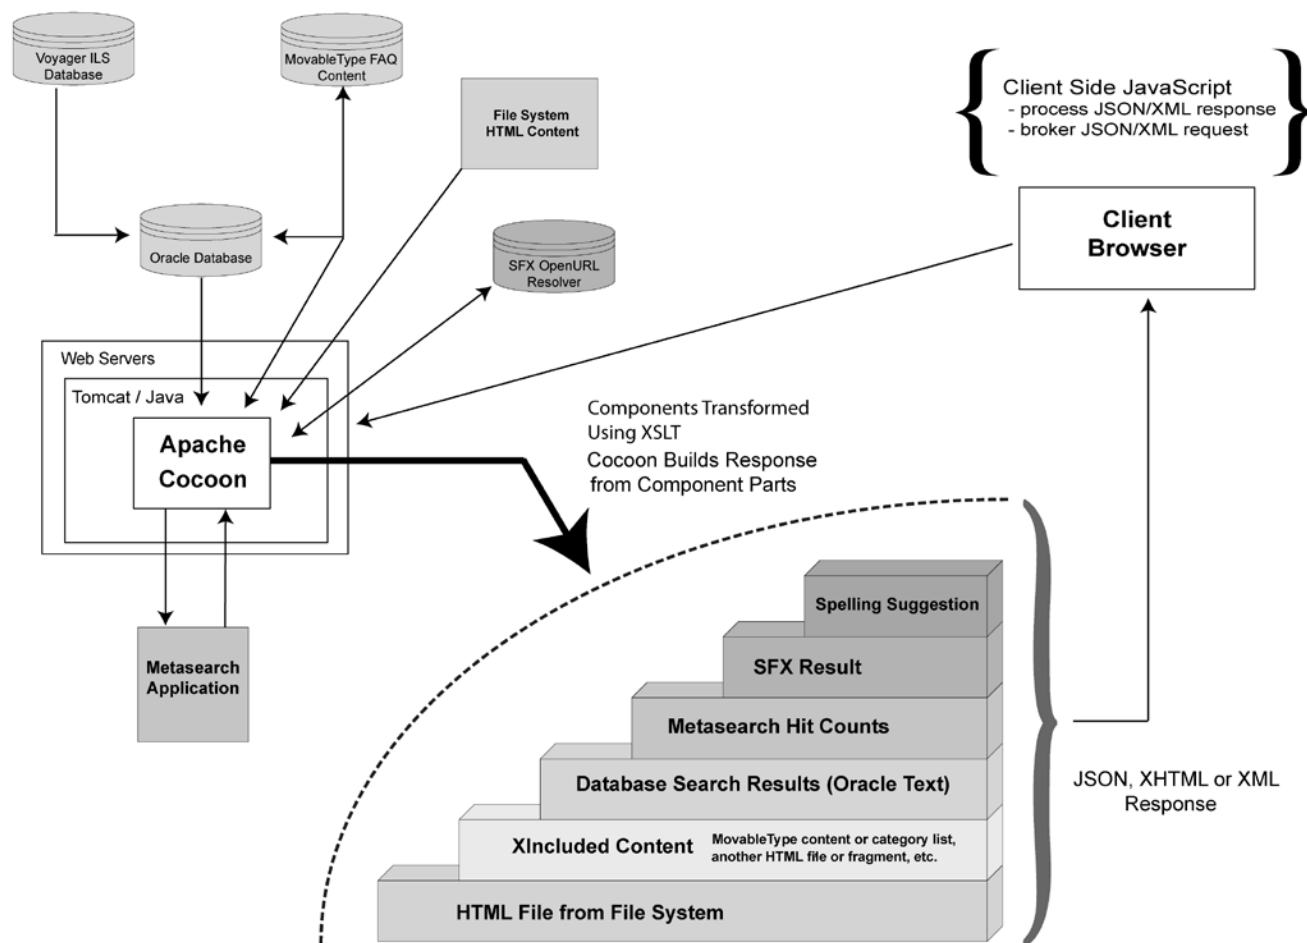 Voyager ILS
Database
MovableType FAQ
Content
File System
HTML Content
Client Side JavaScript
- process JSON/XML response
- broker JSON/XML request
Client
Browser
Oracle Database
SFX OpenURL
Resolver
Web Servers
Tomcat / Java
Apache
Cocoon
Components Transformed
Using XSLT
Cocoon Builds Response
from Component Parts
Metasearch
Application
Spelling Suggestion
SFX Result
Metasearch Hit Counts
Database Search Results (Oracle Text)
XIncluded Content
MovableType content or category list,
another HTML file or fragment, etc.
HTML File from File System
JSON, XHTML or XML
Response